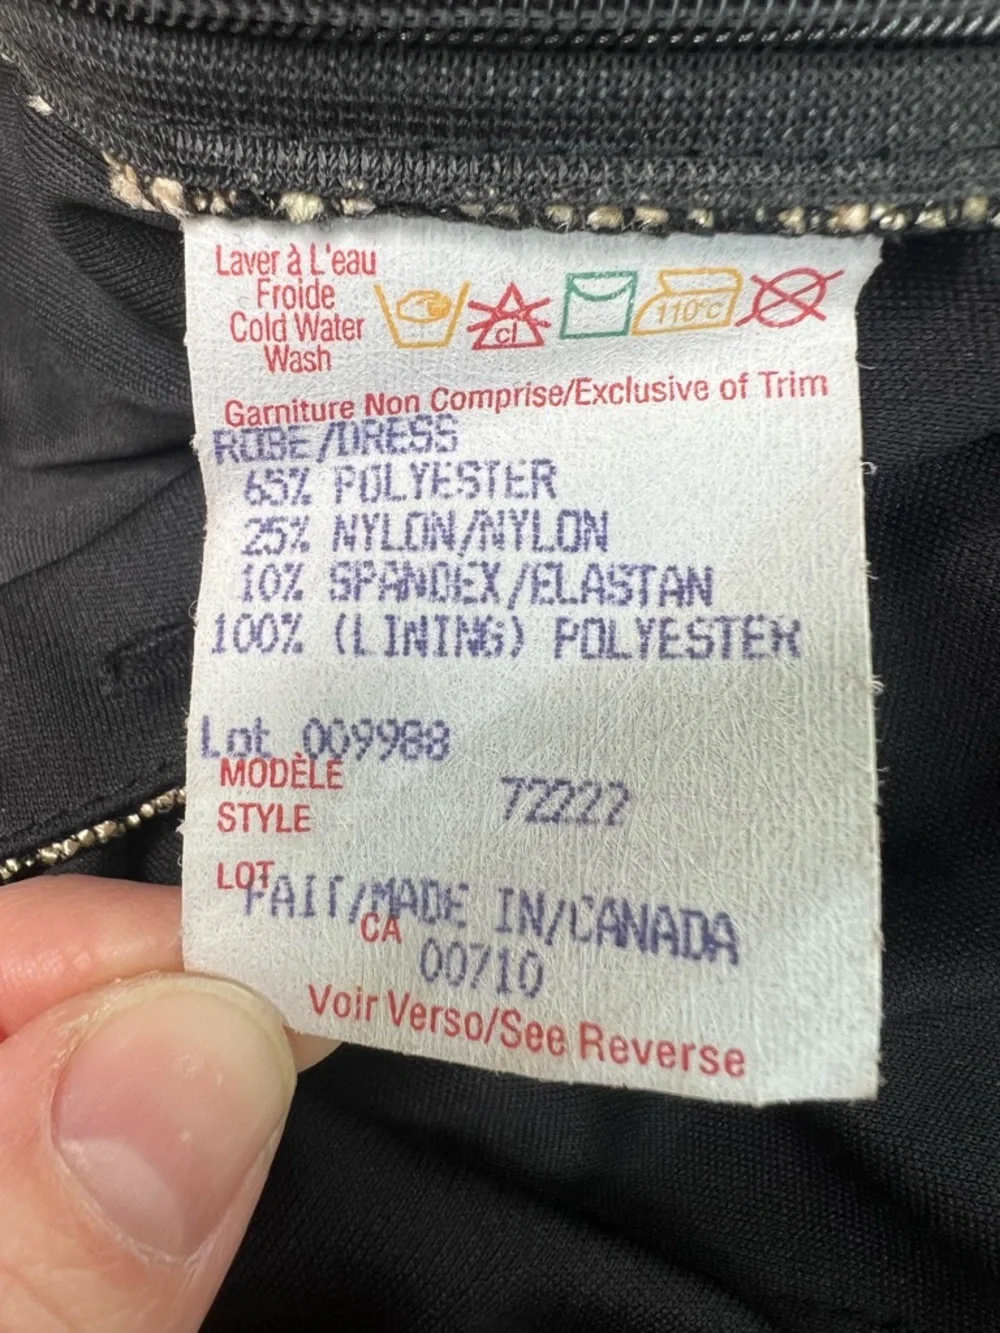 Laver à L'eau
Froide
Cold Water
Wash
cl
110°c
Garniture Non Comprise/Exclusive of Trim
ROBE/DRESS
65% POLYESTER
25% NYLON/NYLON
10% SPANDEX/ELASTAN
100% (LINING) POLYESTER
Lot 009988
MODÈLE
STYLE 72222
LOT
FAIT/MADE IN/CANADA
CA
00710
Voir Verso/See Reverse